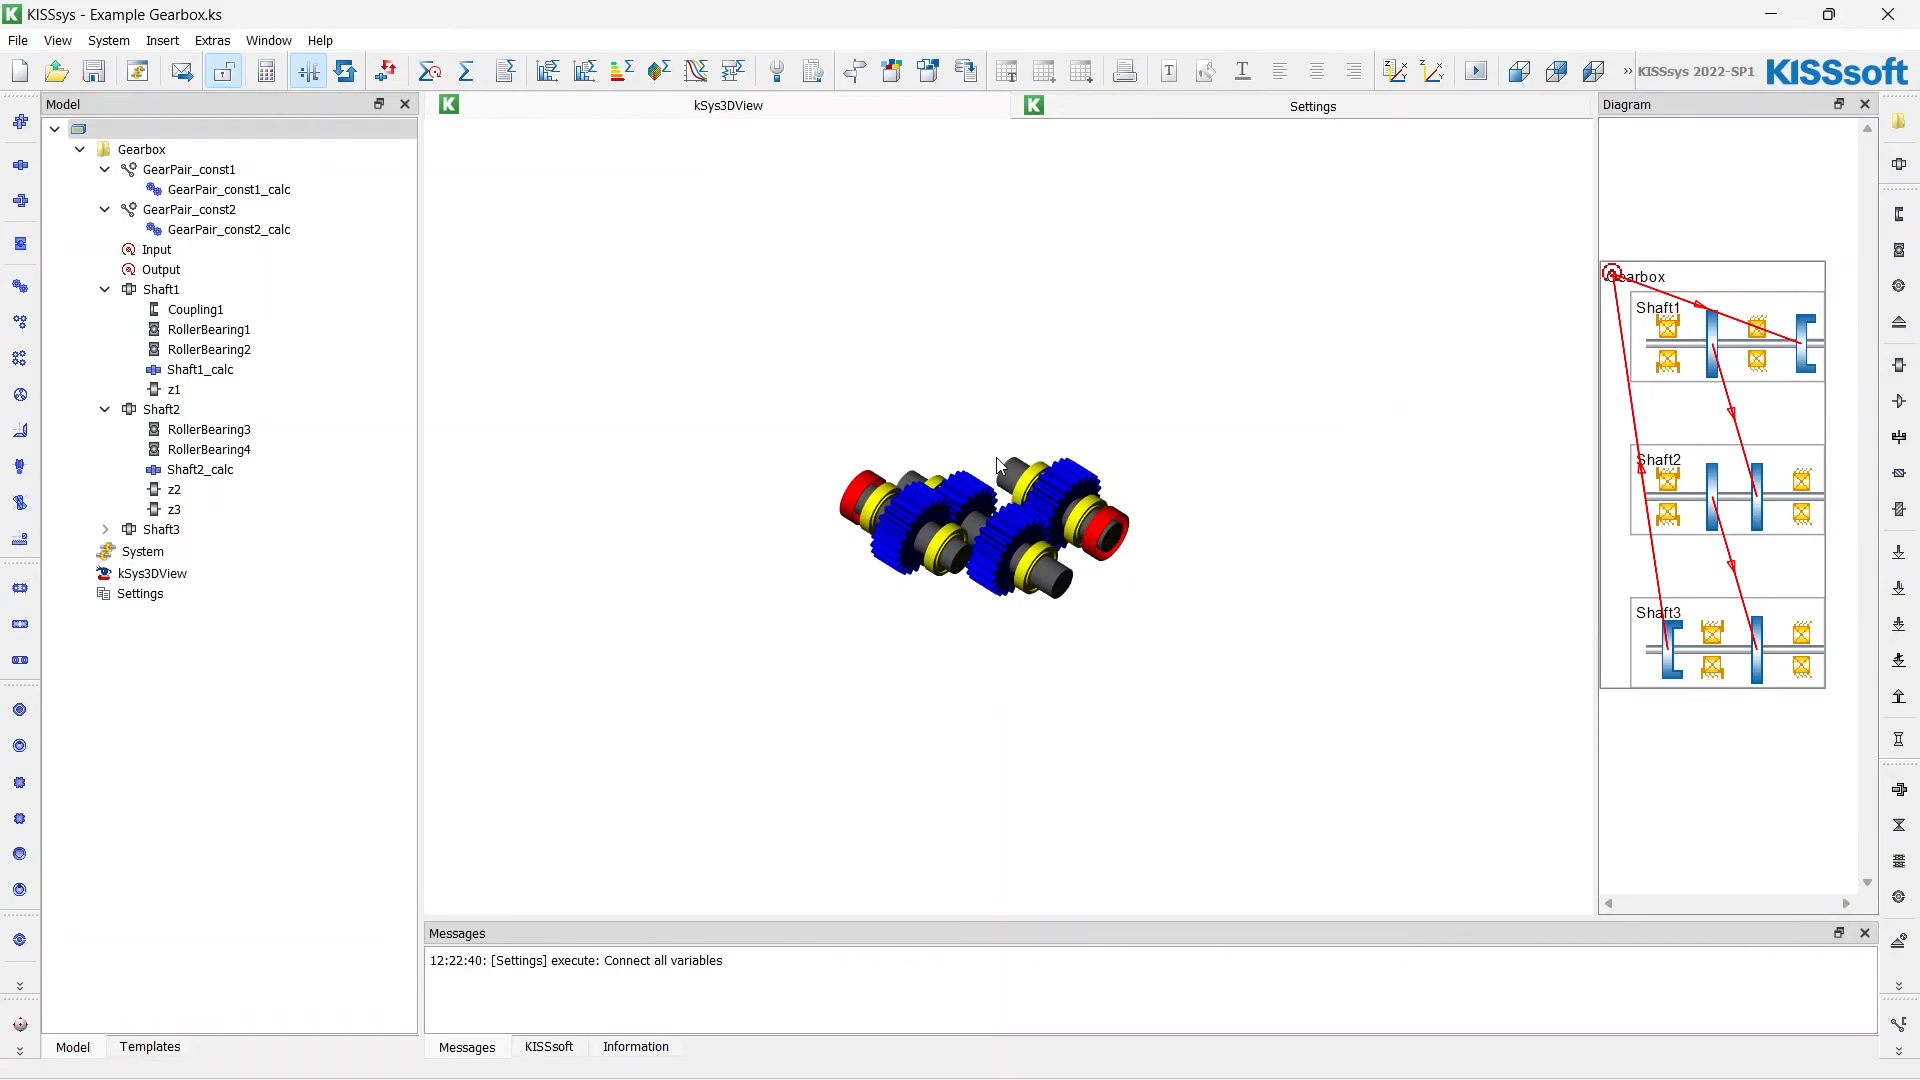 KISSsys - Example Gearbox.ks
File View System Insert Extras Window Help
KISSsys 2022-SP1 KISSsoft
Model
kSys3DView
Settings
Diagram
Gearbox
GearPair_const1
GearPair_const1_calc
GearPair_const2
GearPair_const2_calc
Input
Output
Shaft1
Coupling1
RollerBearing1
RollerBearing2
Shaft1_calc
z1
Shaft2
RollerBearing3
RollerBearing4
Shaft2_calc
z2
z3
Shaft3
System
kSys3DView
Settings
Gearbox
Shaft1
Shaft2
Shaft3
Messages
12:22:40: [Settings] execute: Connect all variables
Model Templates
Messages KISSsoft Information